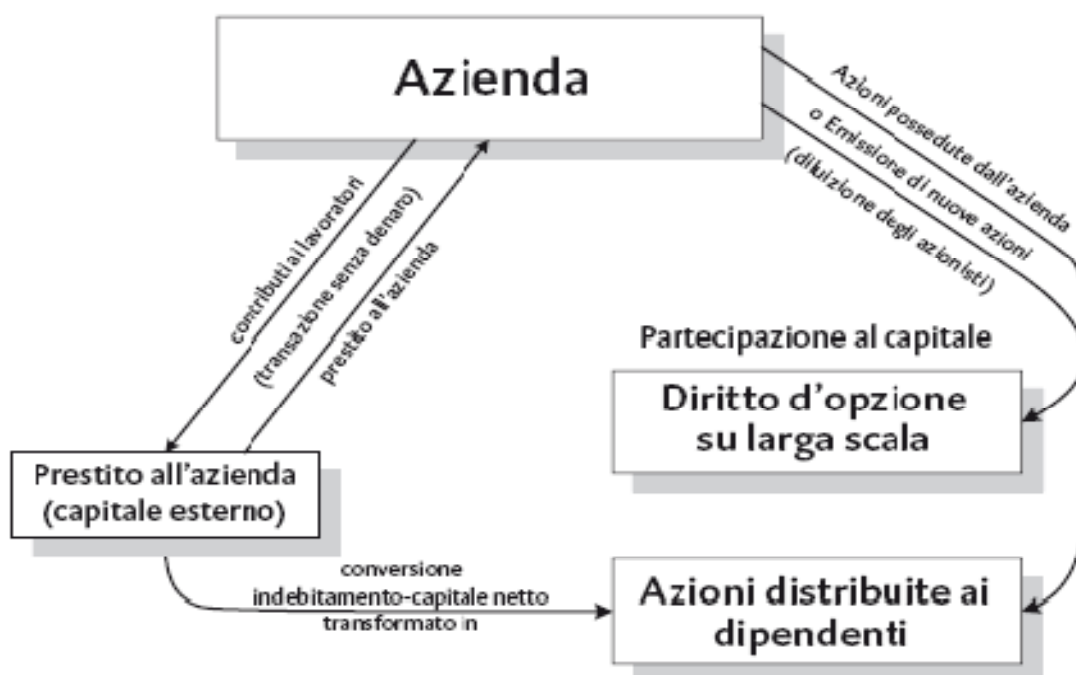 Azienda
contributi ai lavoratori
(transazione senza denaro)
prestito all'azienda
Azioni possedute dall'azienda
o Emissione di nuove azioni
(diluizione degli azionisti)
Partecipazione al capitale
Diritto d'opzione
su larga scala
Prestito all'azienda
(capitale esterno)
conversione
indebitamento-capitale netto
transformato in
Azioni distribuite ai
dipendenti